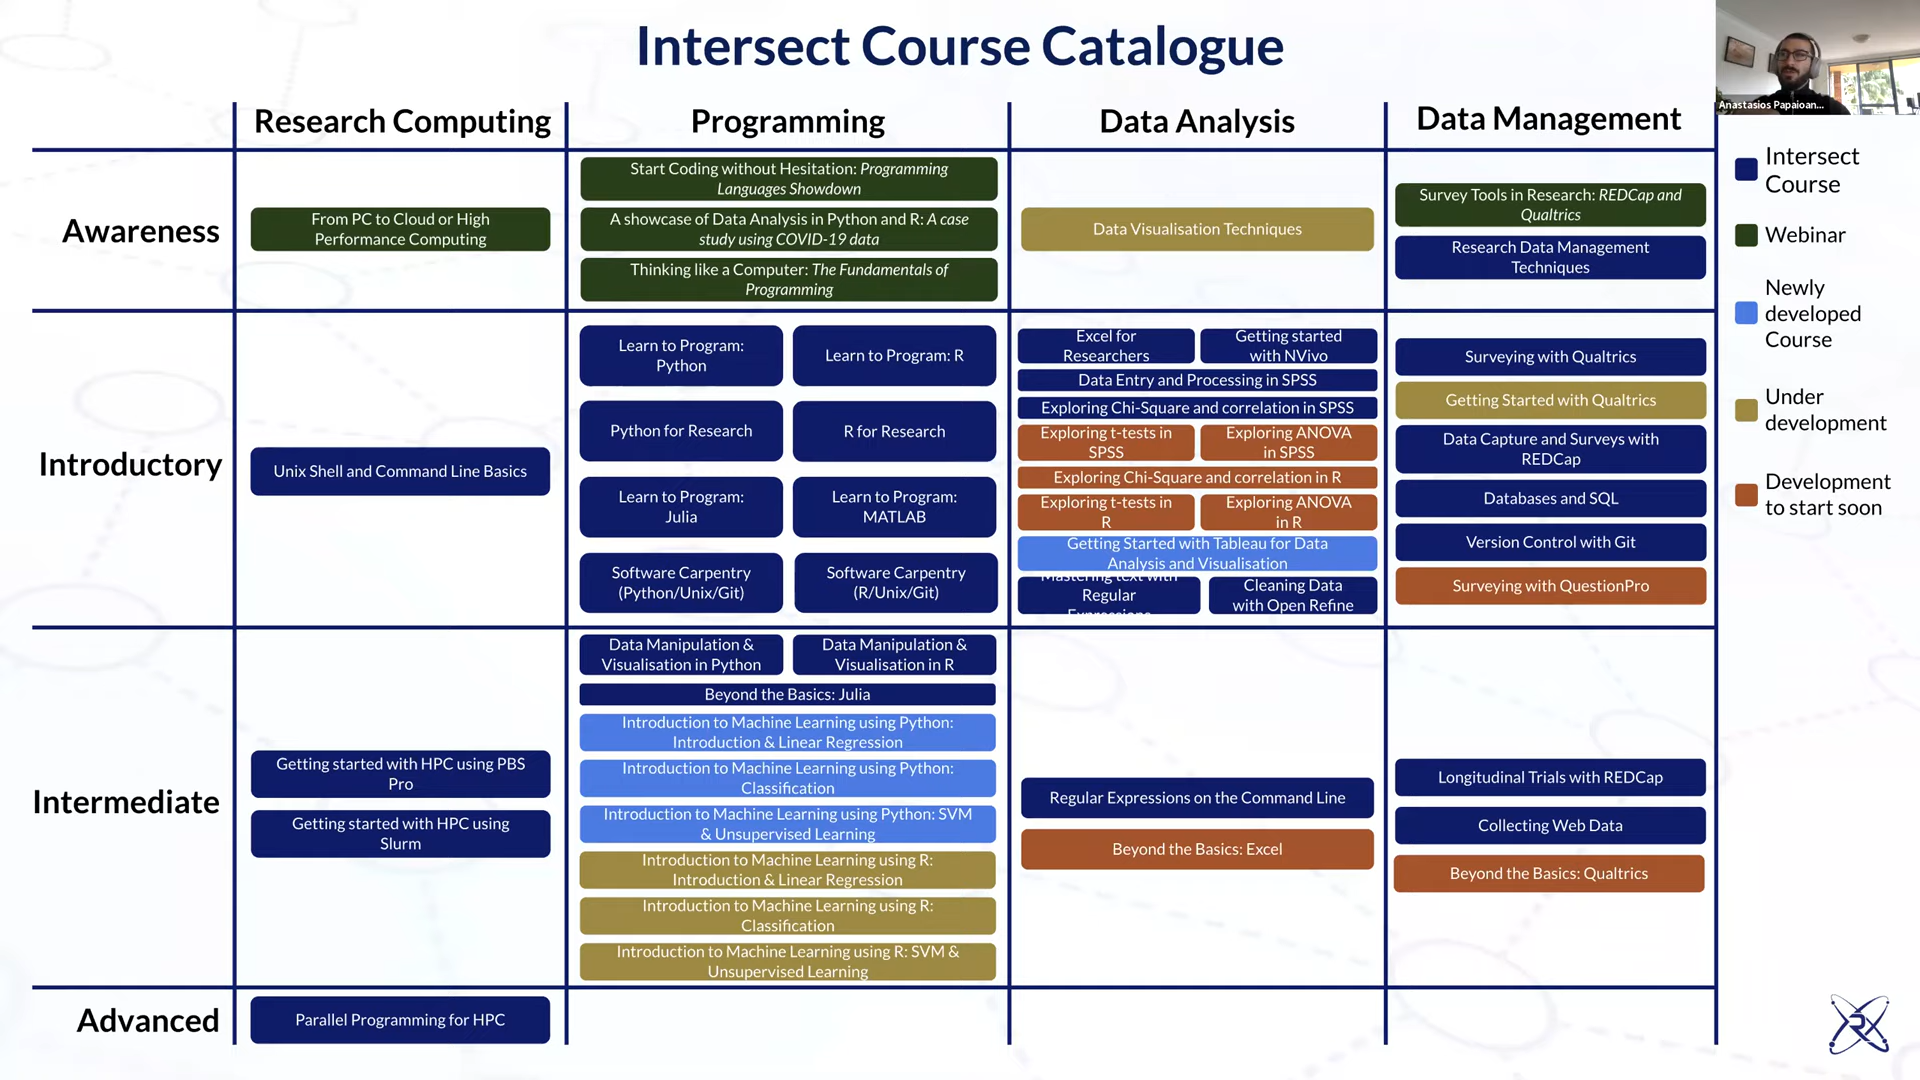 Intersect Course Catalogue
Anastasios Papaioan...
Research Computing
Programming
Data Analysis
Data Management
Awareness
From PC to Cloud or High
Performance Computing
Start Coding without Hesitation: Programming
Languages Showdown
A showcase of Data Analysis in Python and R: A case
study using COVID-19 data
Thinking like a Computer: The Fundamentals of
Programming
Data Visualisation Techniques
Survey Tools in Research: REDCap and
Qualtrics
Research Data Management
Techniques
Introductory
Unix Shell and Command Line Basics
Learn to Program:
Python
Learn to Program: R
Python for Research
R for Research
Learn to Program:
Julia
Learn to Program:
MATLAB
Software Carpentry
(Python/Unix/Git)
Software Carpentry
(R/Unix/Git)
Excel for
Researchers
Getting started
with NVivo
Data Entry and Processing in SPSS
Exploring Chi-Square and correlation in SPSS
Exploring t-tests in
SPSS
Exploring ANOVA
in SPSS
Exploring Chi-Square and correlation in R
Exploring t-tests in
R
Exploring ANOVA
in R
Getting Started with Tableau for Data
Analysis and Visualisation
Mastering text with
Regular
Expressions
Cleaning Data
with Open Refine
Surveying with Qualtrics
Getting Started with Qualtrics
Data Capture and Surveys with
REDCap
Databases and SQL
Version Control with Git
Surveying with QuestionPro
Intermediate
Getting started with HPC using PBS
Pro
Getting started with HPC using
Slurm
Data Manipulation &
Visualisation in Python
Data Manipulation &
Visualisation in R
Beyond the Basics: Julia
Introduction to Machine Learning using Python:
Introduction & Linear Regression
Introduction to Machine Learning using Python:
Classification
Introduction to Machine Learning using Python: SVM
& Unsupervised Learning
Introduction to Machine Learning using R:
Introduction & Linear Regression
Introduction to Machine Learning using R:
Classification
Introduction to Machine Learning using R: SVM &
Unsupervised Learning
Regular Expressions on the Command Line
Beyond the Basics: Excel
Longitudinal Trials with REDCap
Collecting Web Data
Beyond the Basics: Qualtrics
Advanced
Parallel Programming for HPC
Intersect
Course
Webinar
Newly
developed
Course
Under
development
Development
to start soon